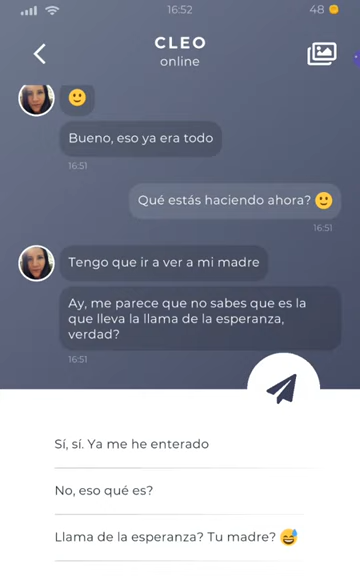 16:52
48
CLEO
online
🙂
Bueno, eso ya era todo
16:51
Qué estás haciendo ahora? 🙂
16:51
Tengo que ir a ver a mi madre
Ay, me parece que no sabes que es la
que lleva la llama de la esperanza,
verdad?
16:51
Sí, sí. Ya me he enterado
No, eso qué es?
Llama de la esperanza? Tu madre? 😅